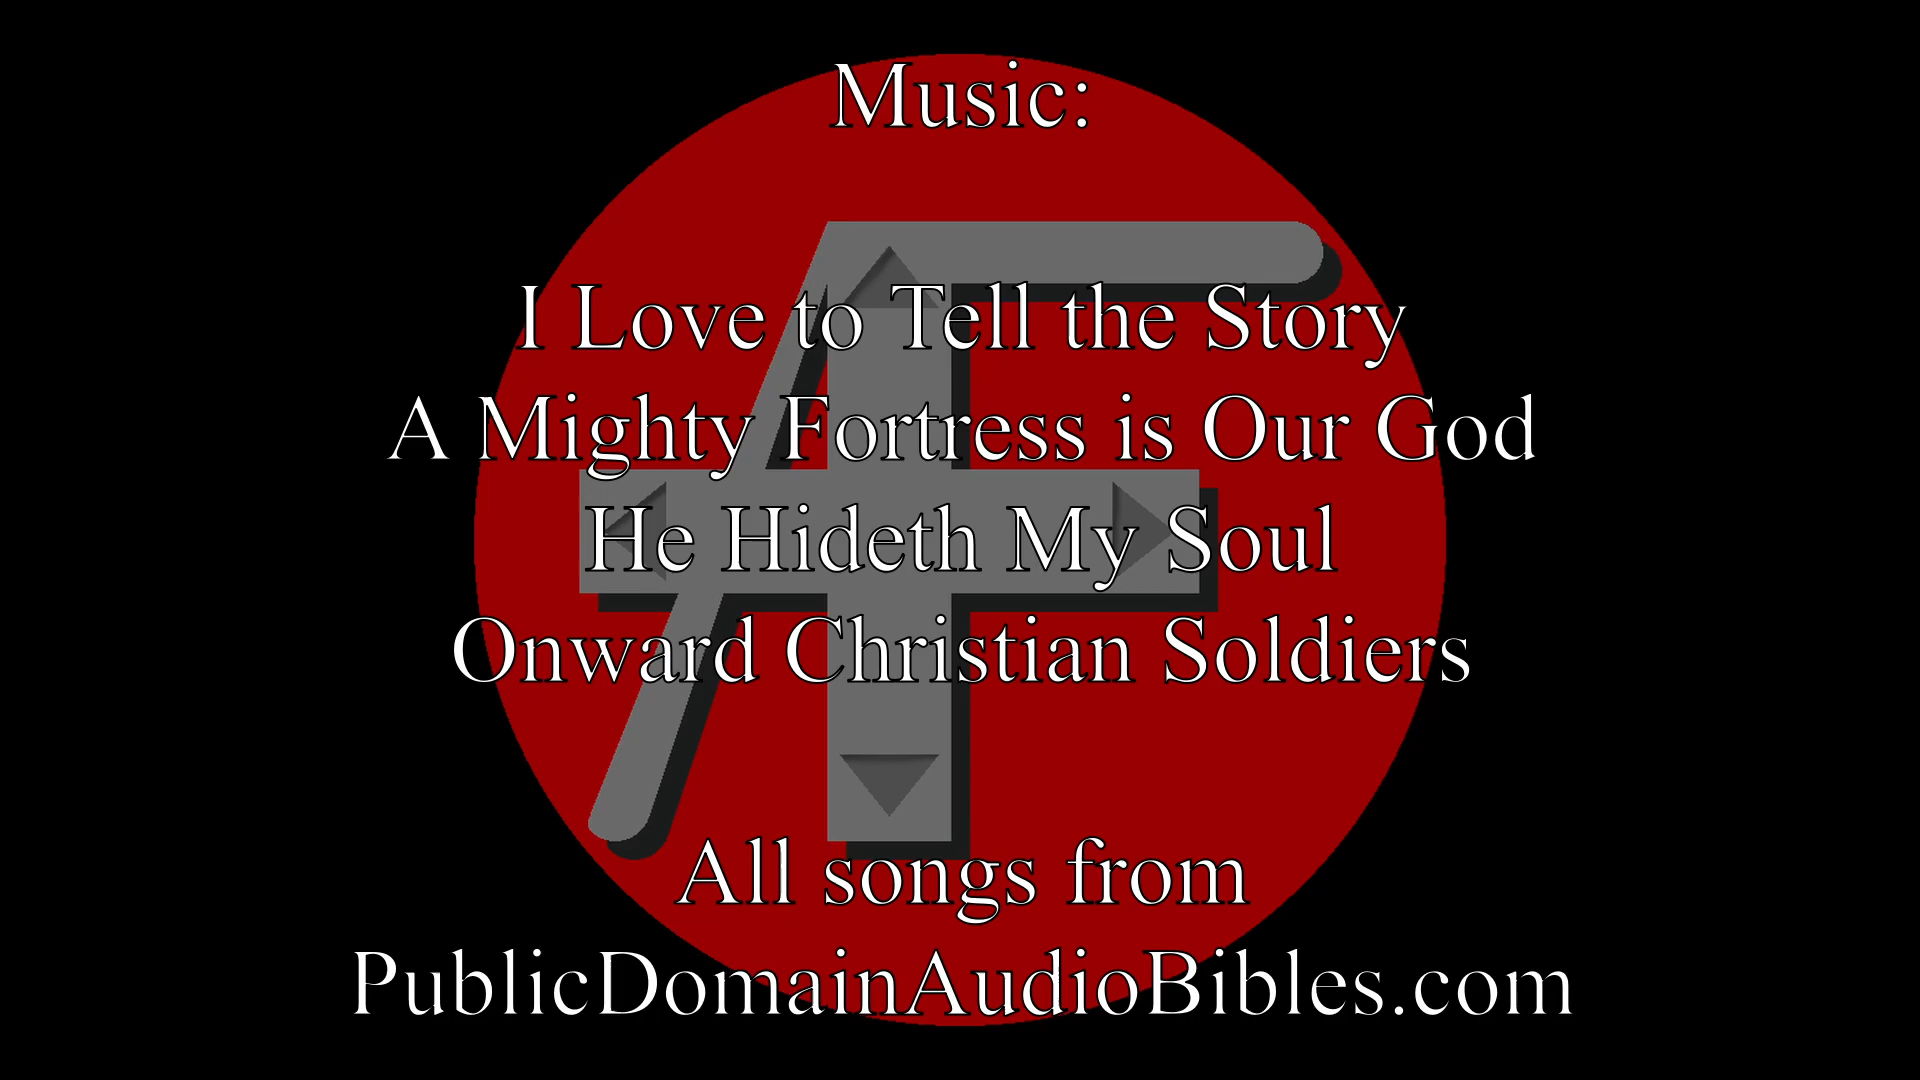 Music:
I Love to Tell the Story
A Mighty Fortress is Our God
He Hideth My Soul
Onward Christian Soldiers
All songs from
PublicDomainAudioBibles.com